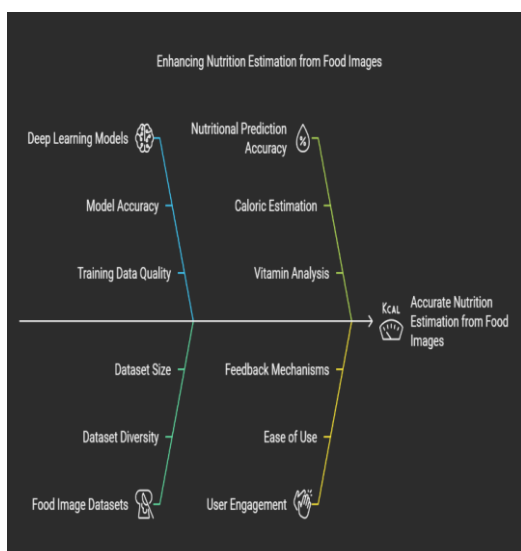 Enhancing Nutrition Estimation from Food Images
Deep Learning Models
Nutritional Prediction
Accuracy
%
Model Accuracy
Caloric Estimation
Training Data Quality
Vitamin Analysis
KCAL
Accurate Nutrition
Estimation from Food
Images
Dataset Size
Feedback Mechanisms
Dataset Diversity
Ease of Use
Food Image Datasets
User Engagement